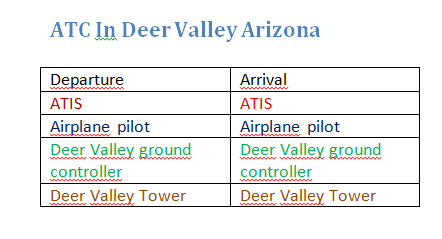 ATC In Deer Valley Arizona
Departure Arrival
ATIS ATIS
Airplane pilot Airplane pilot
Deer Valley ground Deer Valley ground
controller controller
Deer Valley Tower Deer Valley Tower